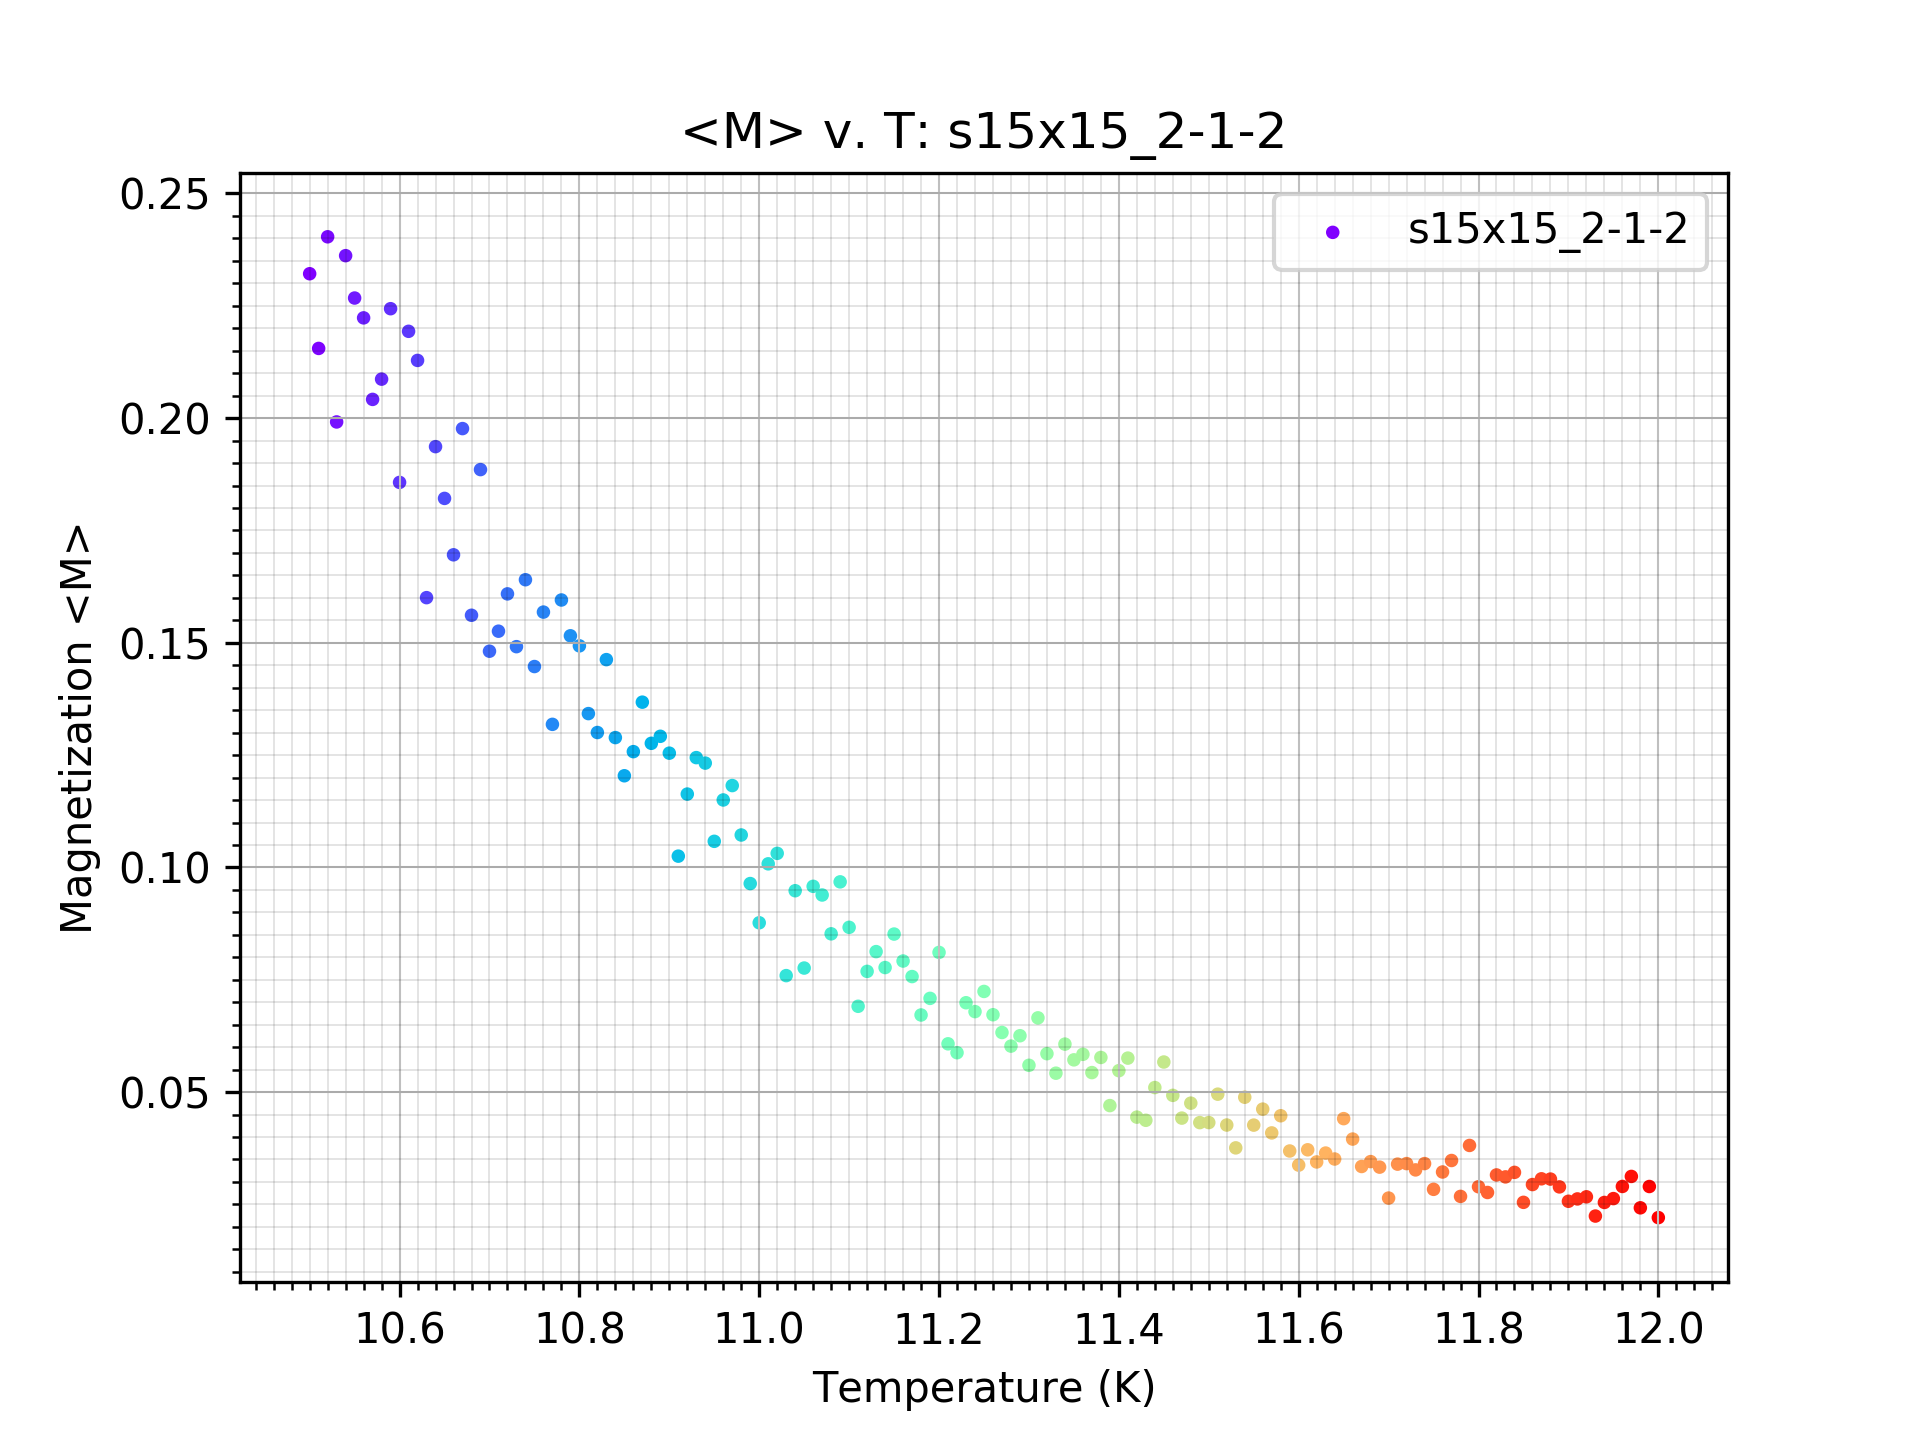 <M> v. T: s15x15_2-1-2
s15x15_2-1-2
0.25
0.20
0.15
0.10
0.05
Magnetization <M>
10.6 10.8 11.0 11.2 11.4 11.6 11.8 12.0
Temperature (K)